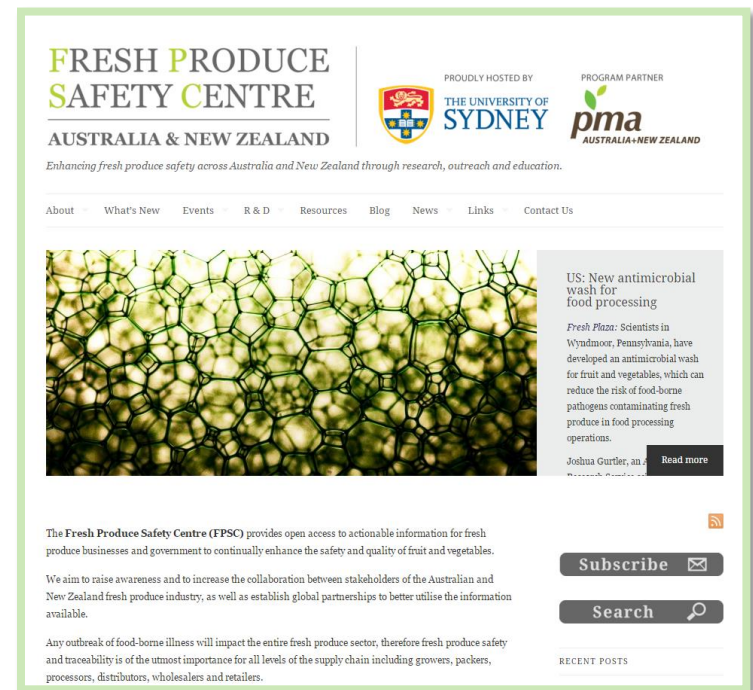 FRESH PRODUCE
SAFETY CENTRE
AUSTRALIA & NEW ZEALAND
PROUDLY HOSTED BY
THE UNIVERSITY OF
SYDNEY
PROGRAM PARTNER
pma
AUSTRALIA+NEW ZEALAND
Enhancing fresh produce safety across Australia and New Zealand through research, outreach and education.
About What's New Events R & D Resources Blog News Links Contact Us
US: New antimicrobial
wash for
food processing
Fresh Plaza: Scientists in
Wyndmoor, Pennsylvania, have
developed an antimicrobial wash
for fruit and vegetables, which can
reduce the risk of food-borne
pathogens contaminating fresh
produce in food processing
operations.
Joshua Gurtler, an
Read more
The Fresh Produce Safety Centre (FPSC) provides open access to actionable information for fresh
produce businesses and government to continually enhance the safety and quality of fruit and vegetables.
We aim to raise awareness and to increase the collaboration between stakeholders of the Australian and
New Zealand fresh produce industry, as well as establish global partnerships to better utilise the information
available.
Any outbreak of food-borne illness will impact the entire fresh produce sector, therefore fresh produce safety
and traceability is of the utmost importance for all levels of the supply chain including growers, packers,
processors, distributors, wholesalers and retailers.
Subscribe
Search
RECENT POSTS